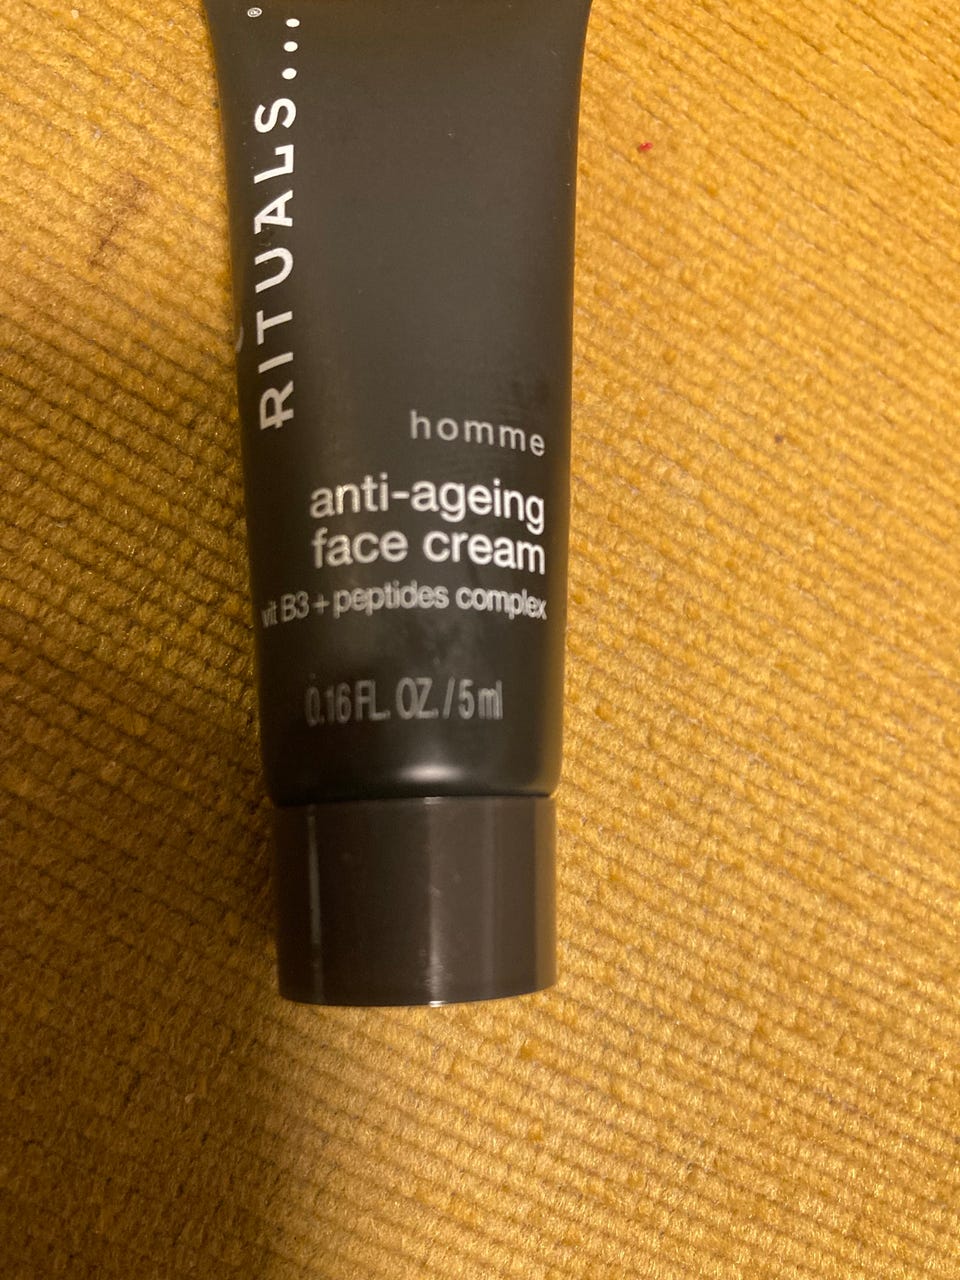 RITUALS...®
homme
anti-ageing
face cream
vit B3 + peptides complex
0.16 FL. OZ. / 5 ml